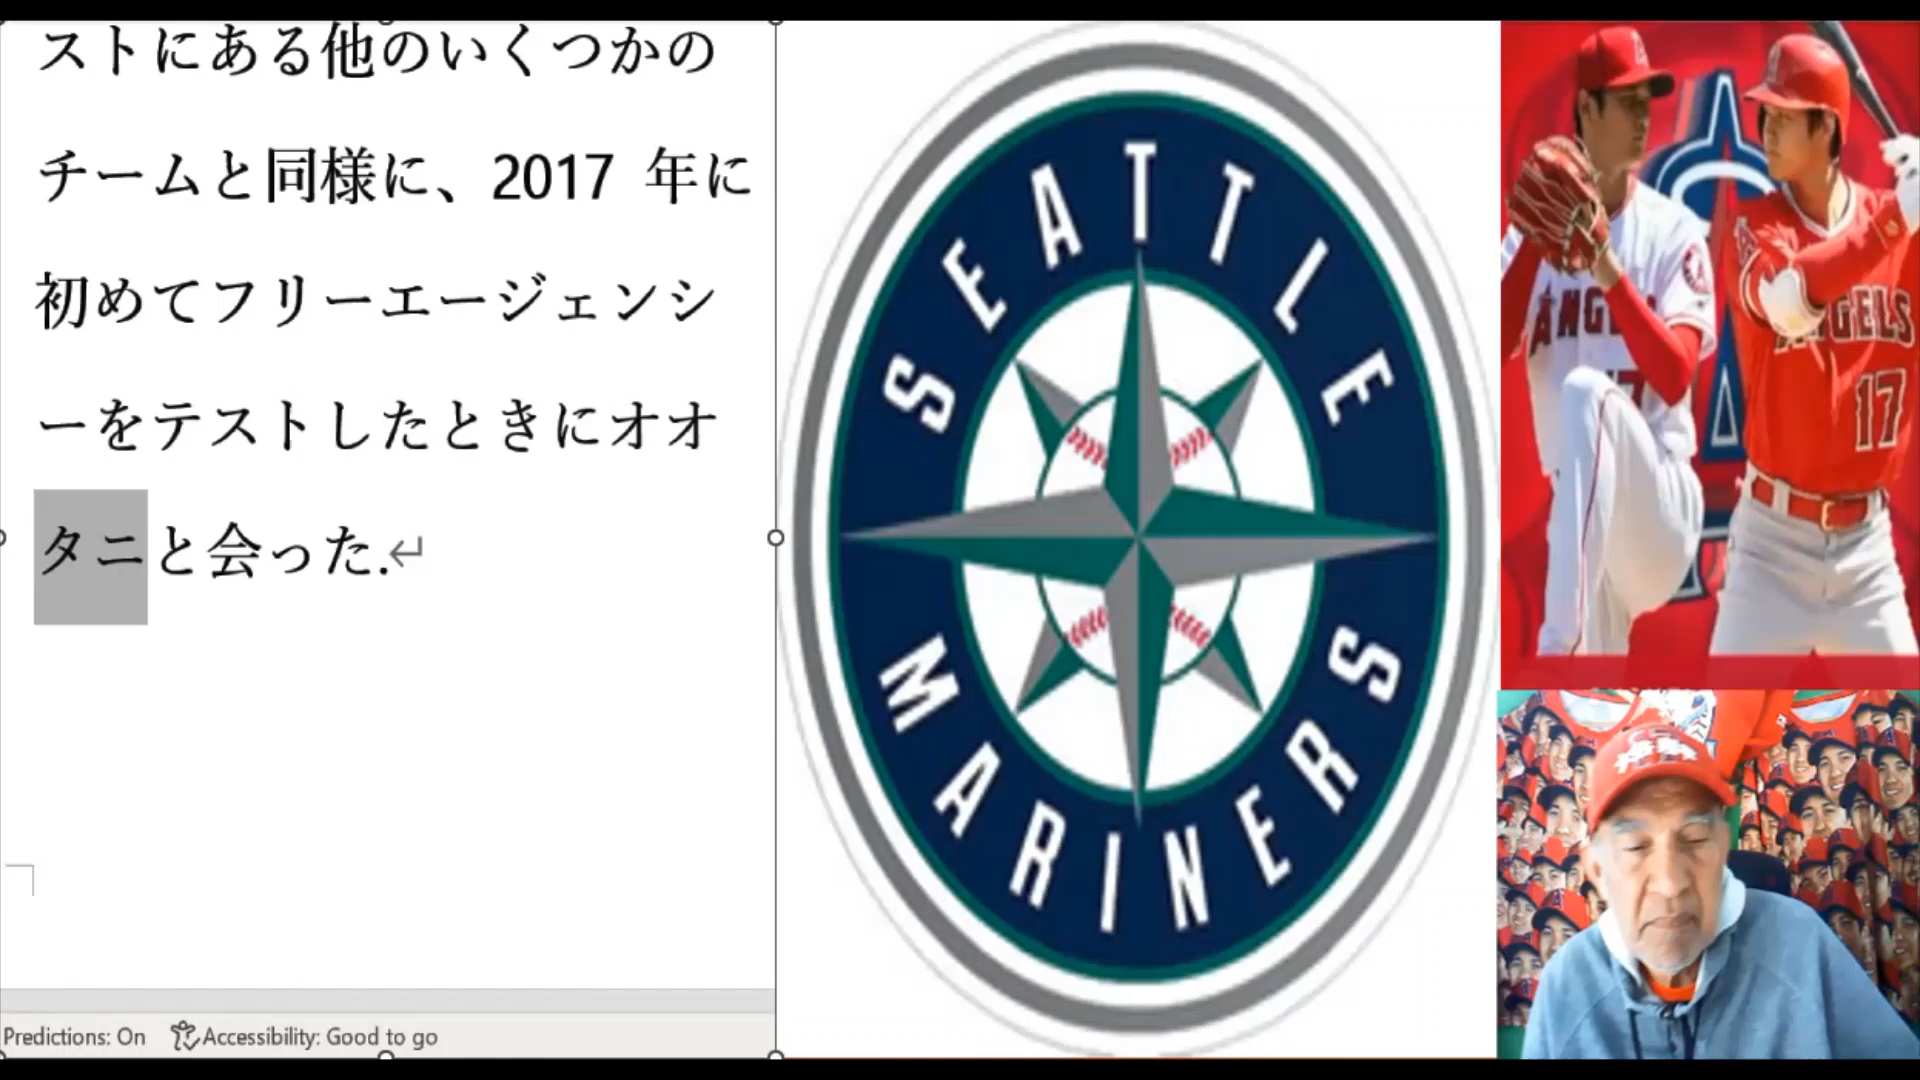 ストにある他のいくつかの
チームと同様に、2017 年に
初めてフリーエージェンシ
ーをテストしたときにオオ
タニと会った.
Predictions: On
Accessibility: Good to go
SEATTLE
MARINERS
ANGELS
17